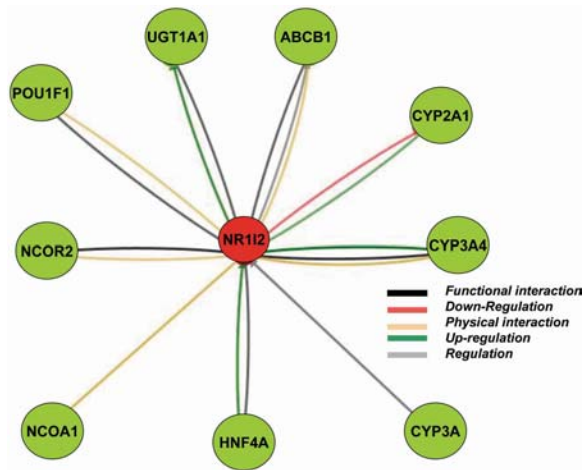 UGT1A1
ABCB1
POU1F1
CYP2A1
NR1I2
NCOR2
CYP3A4
Functional interaction
Down-Regulation
Physical interaction
Up-regulation
Regulation
NCOA1
HNF4A
CYP3A